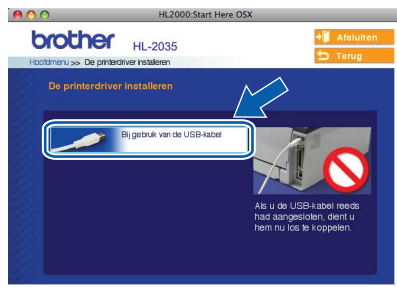 HL2000:Start Here OSX
brother
HL-2035
Afsluiten
Terug
Hoofdmenu >> De printerdriver installeren
De printerdriver installeren
Bij gebruik van de USB-kabel
Als u de USB-kabel reeds
had aangesloten, dient u
hem nu los te koppelen.